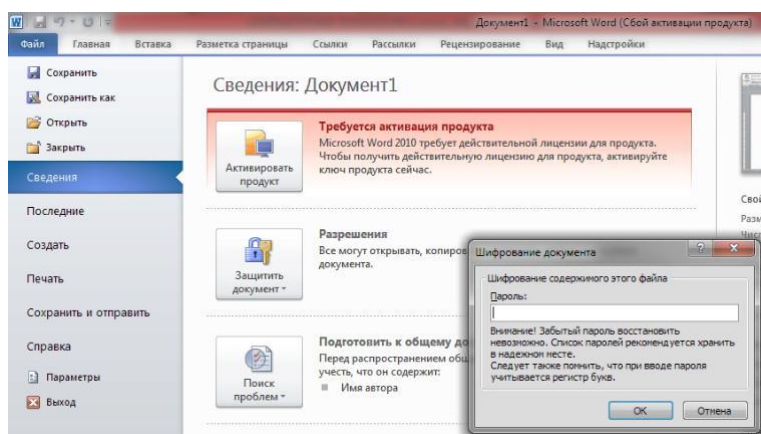 Документ1 - Microsoft Word (Сбой активации продукта)
Файл Главная Вставка Разметка страницы Ссылки Рассылки Рецензирование Вид Надстройки
Сохранить
Сохранить как
Открыть
Закрыть
Сведения
Последние
Создать
Печать
Сохранить и отправить
Справка
Параметры
Выход
Сведения: Документ1
Активировать
продукт
Требуется активация продукта
Microsoft Word 2010 требует действительной лицензии для продукта.
Чтобы получить действительную лицензию для продукта, активируйте
ключ продукта сейчас.
Защитить
документ
Разрешения
Все могут открывать, копиров
документа.
Поиск
проблем
Подготовить к общему до
Перед распространением общ
учесть, что он содержит:
Имя автора
Свой
Разм
Шифрование документа
Шифрование содержимого этого файла
Пароль:
Внимание! Забытый пароль восстановить
невозможно. Список паролей рекомендуется хранить
в надежном месте.
Следует также помнить, что при вводе пароля
учитывается регистр букв.
ОК Отмена